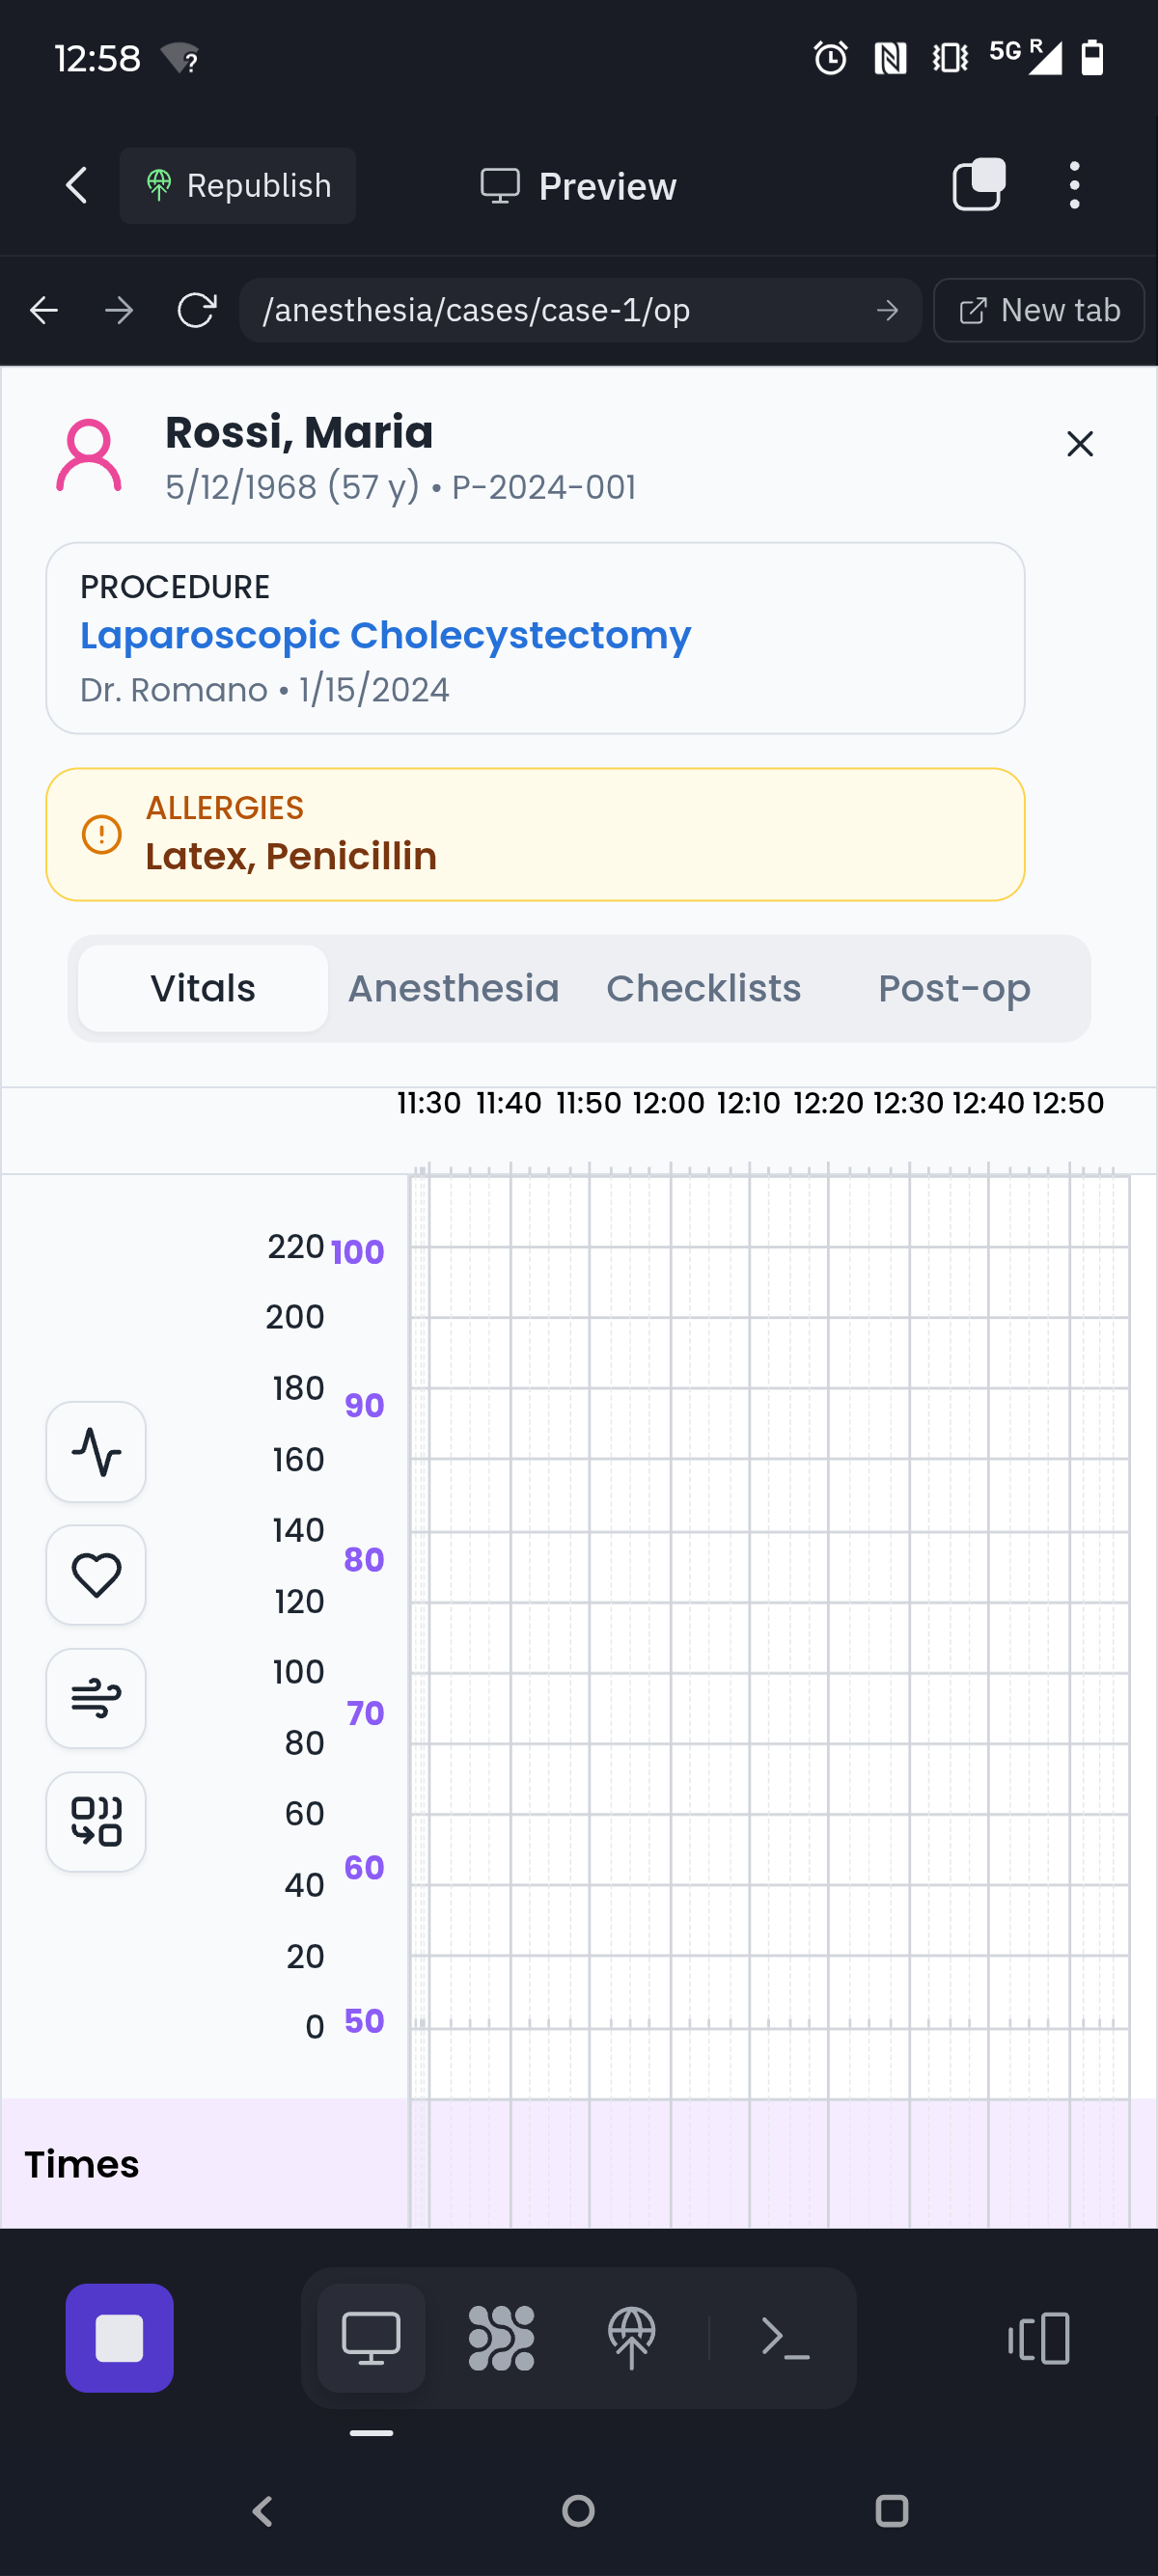 12:58
5G R
Republish
Preview
/anesthesia/cases/case-1/op
New tab
Rossi, Maria
5/12/1968 (57 y) • P-2024-001
PROCEDURE
Laparoscopic Cholecystectomy
Dr. Romano • 1/15/2024
ALLERGIES
Latex, Penicillin
Vitals Anesthesia Checklists Post-op
11:30 11:40 11:50 12:00 12:10 12:20 12:30 12:40 12:50
220 100
200
180
90
160
140
80
120
100
70
80
60
60
40
20
0 50
Times